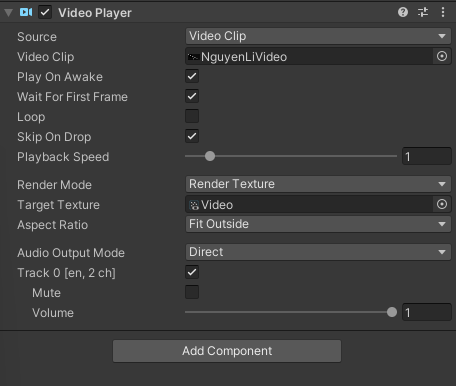 Video Player
Source Video Clip
Video Clip NguyenLiVideo
Play On Awake
Wait For First Frame
Loop
Skip On Drop
Playback Speed 1
Render Mode Render Texture
Target Texture Video
Aspect Ratio Fit Outside
Audio Output Mode Direct
Track 0 [en, 2 ch]
Mute
Volume 1
Add Component